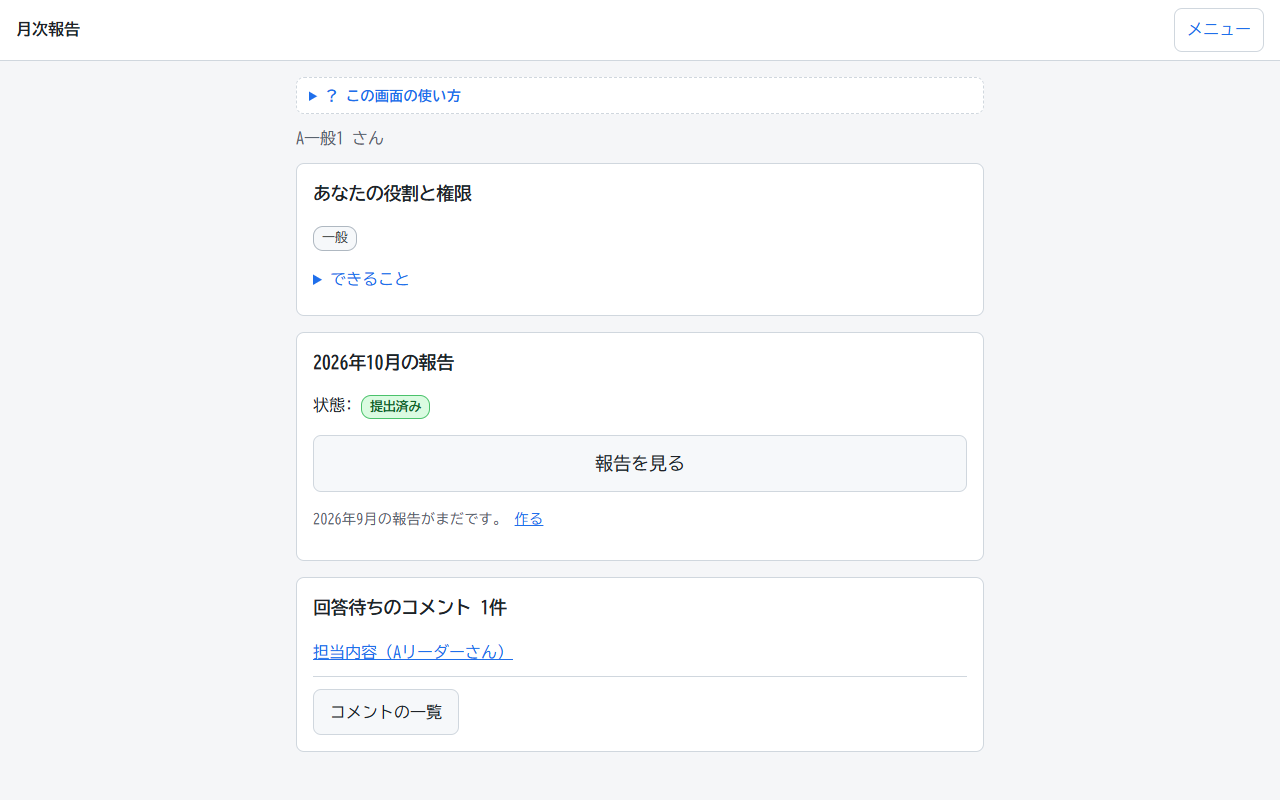 月次報告
メニュー
▶ ? この画面の使い方
A一般1 さん
あなたの役割と権限
一般
▶ できること
2026年10月の報告
状態: 提出済み
報告を見る
2026年9月の報告がまだです。 作る
回答待ちのコメント 1件
担当内容（Aリーダーさん）
コメントの一覧